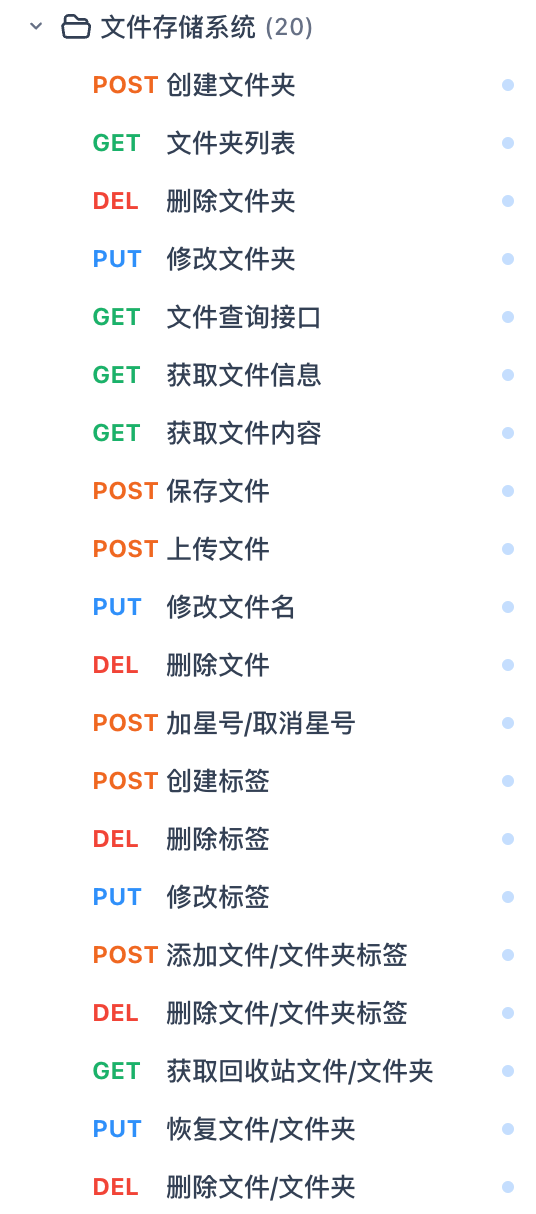 文件存储系统 (20)
POST 创建文件夹
GET 文件夹列表
DEL 删除文件夹
PUT 修改文件夹
GET 文件查询接口
GET 获取文件信息
GET 获取文件内容
POST 保存文件
POST 上传文件
PUT 修改文件名
DEL 删除文件
POST 加星号/取消星号
POST 创建标签
DEL 删除标签
PUT 修改标签
POST 添加文件/文件夹标签
DEL 删除文件/文件夹标签
GET 获取回收站文件/文件夹
PUT 恢复文件/文件夹
DEL 删除文件/文件夹